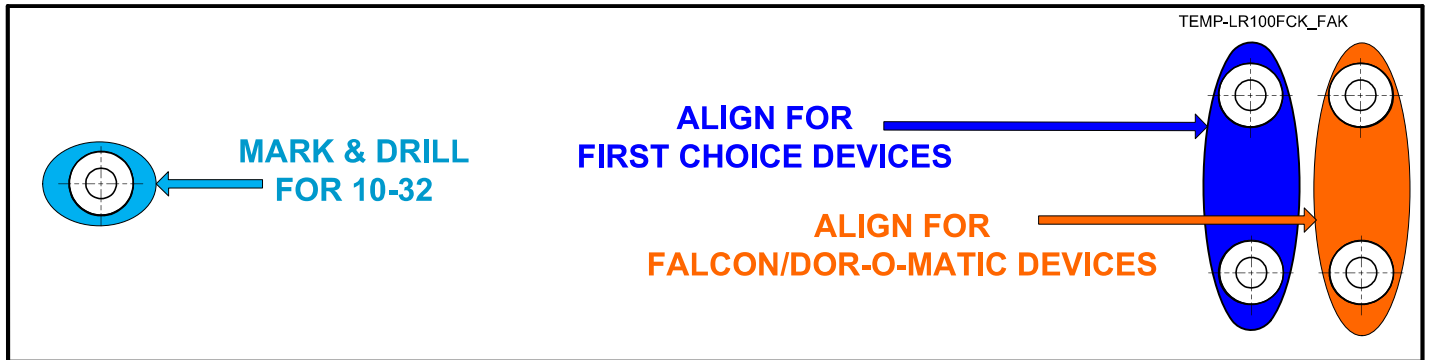 TEMP-LR100FCK_FAK
MARK & DRILL
FOR 10-32
ALIGN FOR
FIRST CHOICE DEVICES
ALIGN FOR
FALCON/DOR-O-MATIC DEVICES